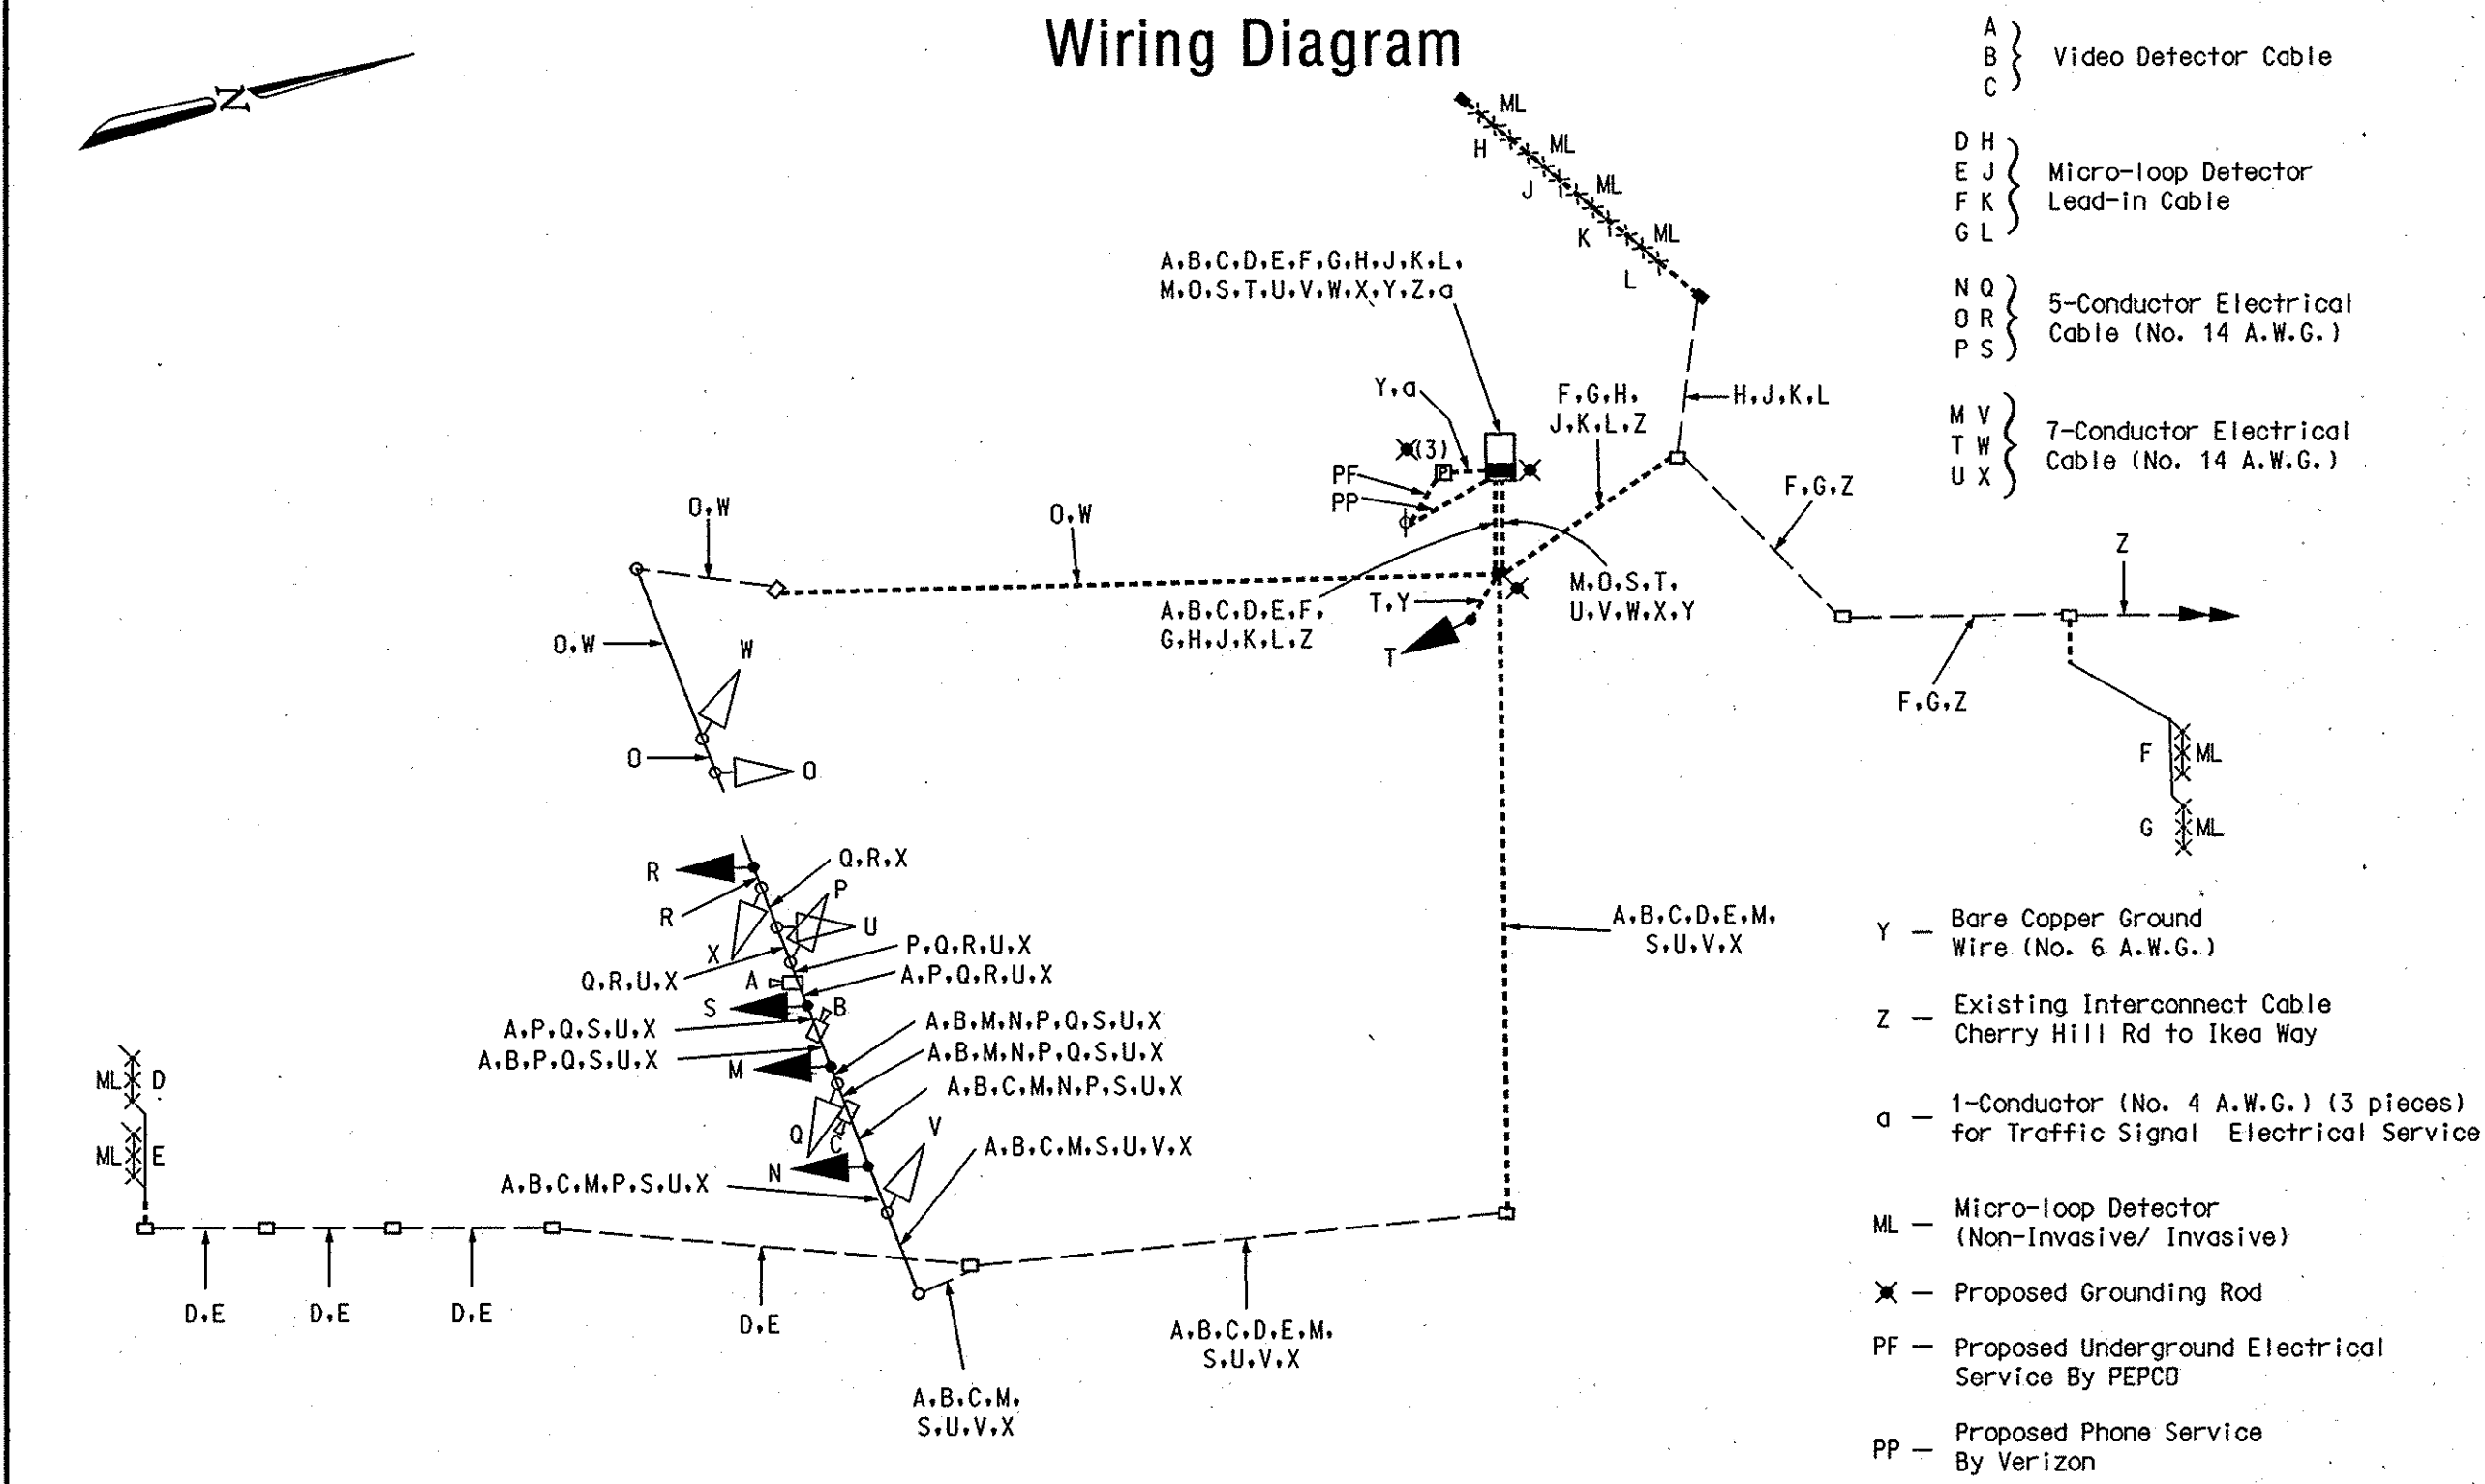 Wiring Diagram
N
A
B
C
Video Detector Cable
D H
E J
F K
G L
Micro-loop Detector
Lead-in Cable
N Q
O R
P S
5-Conductor Electrical
Cable (No. 14 A.W.G.)
M V
T W
U X
7-Conductor Electrical
Cable (No. 14 A.W.G.)
ML
H
ML
J
ML
K
ML
L
A,B,C,D,E,F,G,H,J,K,L,
M,O,S,T,U,V,W,X,Y,Z,a
Y,a
F,G,H,
J,K,L,Z
H,J,K,L
(3)
P
PF
PP
F,G,Z
O,W
O,W
Z
M,O,S,T,
U,V,W,X,Y
T,Y
A,B,C,D,E,F,
G,H,J,K,L,Z
T
O,W
W
F,G,Z
O
O
F
ML
G
ML
R
Q,R,X
R
P
U
X
P,Q,R,U,X
Q,R,U,X
A
A,P,Q,R,U,X
S
B
A,P,Q,S,U,X
A,B,M,N,P,Q,S,U,X
A,B,P,Q,S,U,X
A,B,M,N,P,Q,S,U,X
M
A,B,C,M,N,P,S,U,X
Q
C
V
A,B,C,M,S,U,V,X
N
A,B,C,M,P,S,U,X
A,B,C,D,E,M,
S,U,V,X
ML
D
ML
E
D,E
D,E
D,E
D,E
A,B,C,D,E,M,
S,U,V,X
A,B,C,M,
S,U,V,X
Y — Bare Copper Ground
Wire (No. 6 A.W.G.)
Z — Existing Interconnect Cable
Cherry Hill Rd to Ikea Way
a — 1-Conductor (No. 4 A.W.G.) (3 pieces)
for Traffic Signal Electrical Service
ML — Micro-loop Detector
(Non-Invasive/ Invasive)
— Proposed Grounding Rod
PF — Proposed Underground Electrical
Service By PEPCO
PP — Proposed Phone Service
By Verizon